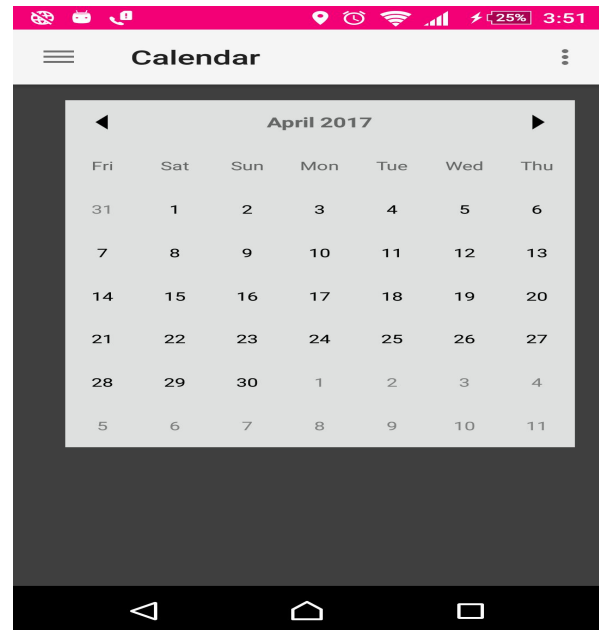 25% 3:51
Calendar
April 2017
Fri Sat Sun Mon Tue Wed Thu
31 1 2 3 4 5 6
7 8 9 10 11 12 13
14 15 16 17 18 19 20
21 22 23 24 25 26 27
28 29 30 1 2 3 4
5 6 7 8 9 10 11